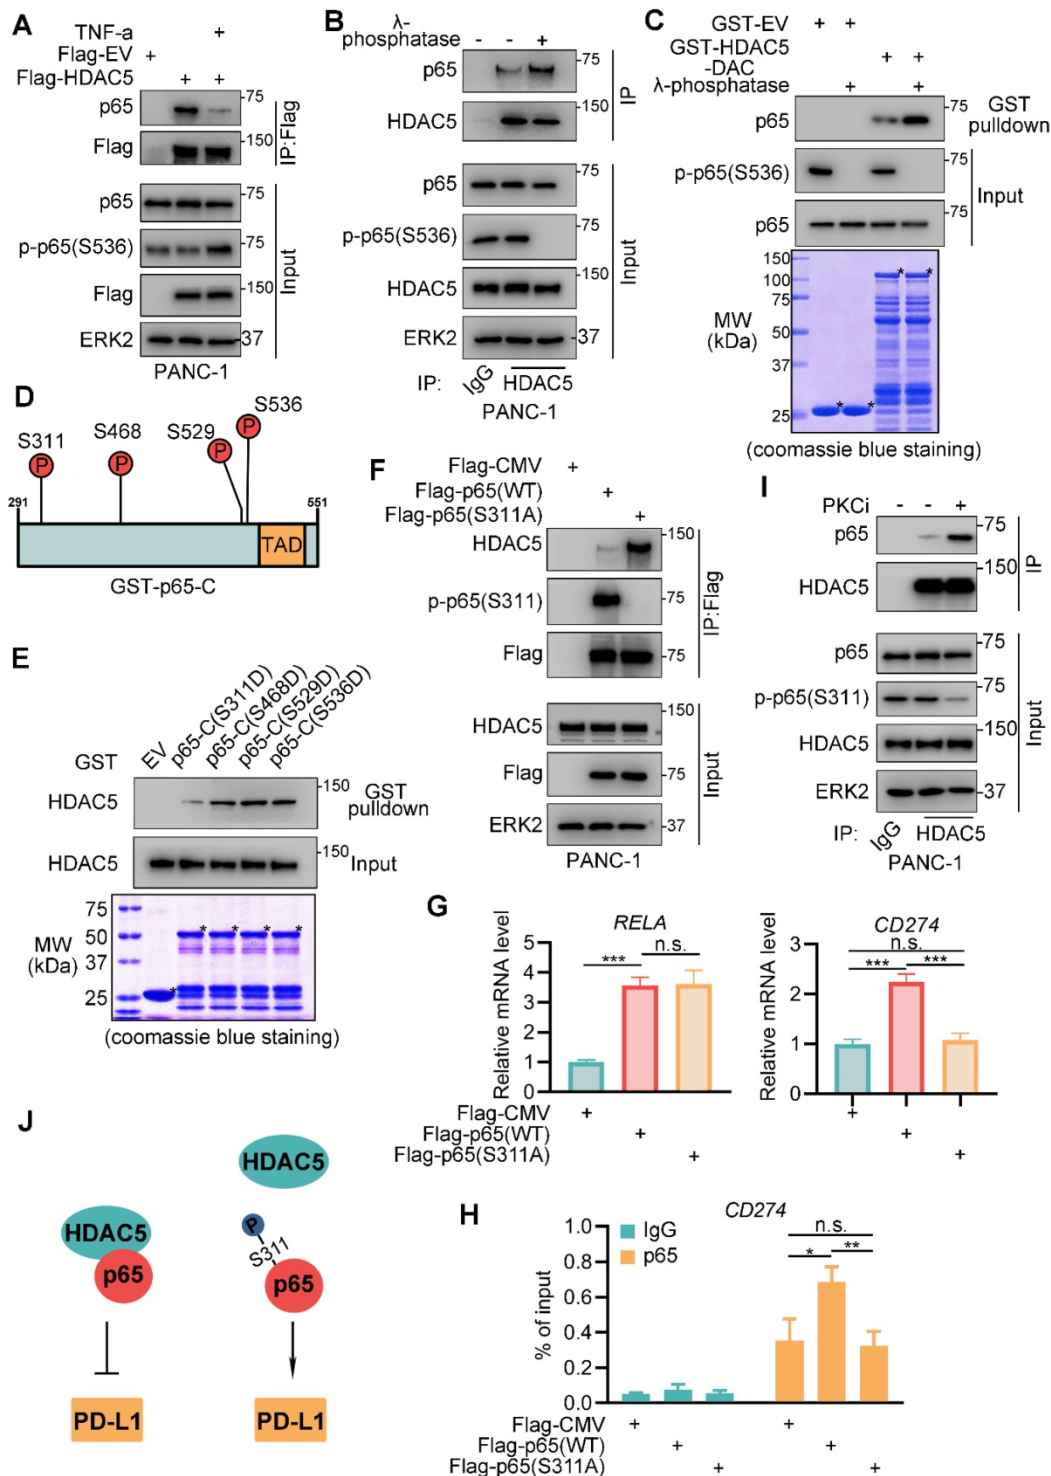 A
TNF-a +
Flag-EV +
Flag-HDAC5 + +
p65 75
Flag 150
IP:Flag
p65 75
p-p65(S536) 75
Flag 150
ERK2 37
Input
PANC-1
B
λ-
phosphatase - - +
p65 75
HDAC5 150
IP
p65 75
p-p65(S536) 75
HDAC5 150
ERK2 37
Input
IP: IgG HDAC5
PANC-1
C
GST-EV + +
GST-HDAC5
-DAC + +
λ-phosphatase + +
p65 75
GST
pulldown
p-p65(S536) 75
p65 75
Input
150
100
75
50
37
25
MW
(kDa)
* * * *
(coomassie blue staining)
D
S311 S468 S529 S536
P P P P
291 551
TAD
GST-p65-C
E
GST EV p65-C(S311D) p65-C(S468D) p65-C(S529D) p65-C(S536D)
HDAC5 150 GST
pulldown
HDAC5 150 Input
75
50
37
25
MW
(kDa)
* * * * *
(coomassie blue staining)
F
Flag-CMV +
Flag-p65(WT) +
Flag-p65(S311A) +
HDAC5 150
p-p65(S311) 75
Flag 75
IP:Flag
HDAC5 150
Flag 75
ERK2 37
Input
PANC-1
I
PKCi - - +
p65 75
HDAC5 150
IP
p65 75
p-p65(S311) 75
HDAC5 150
ERK2 37
Input
IP: IgG HDAC5
PANC-1
G
RELA
Relative mRNA level
5
4
3
2
1
0
*** n.s.
CD274
Relative mRNA level
3
2
1
0
n.s.
*** ***
Flag-CMV + +
Flag-p65(WT) + +
Flag-p65(S311A) + +
H
CD274
% of input
1.0
0.8
0.6
0.4
0.2
0.0
IgG
p65
n.s.
* **
Flag-CMV + +
Flag-p65(WT) + +
Flag-p65(S311A) + +
J
HDAC5
p65
PD-L1
HDAC5
P
S311
p65
PD-L1